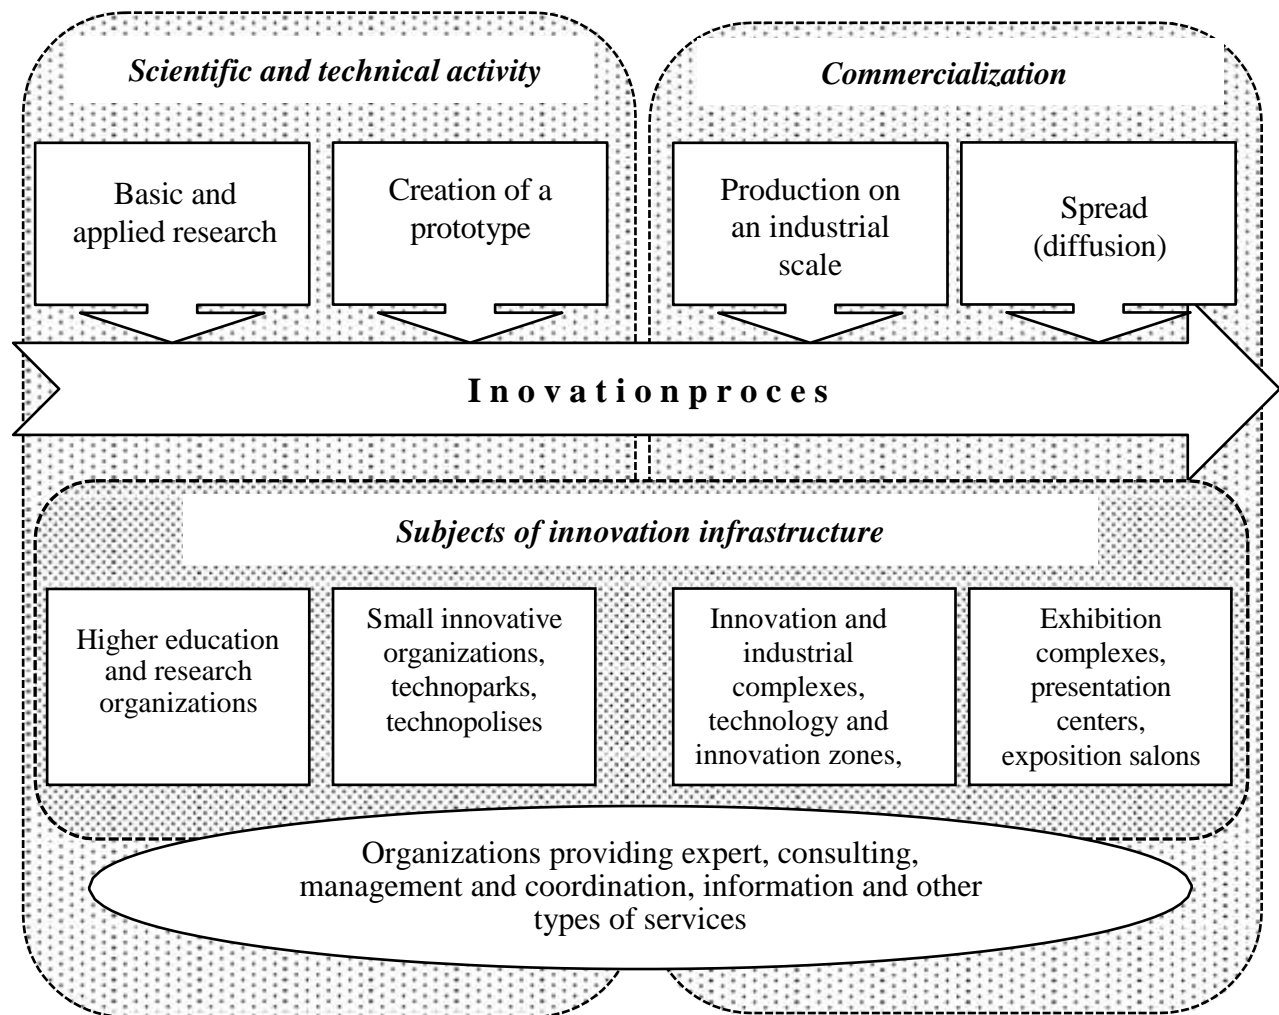 Scientific and technical activity
Commercialization
Basic and
applied research
Creation of a
prototype
Production on
an industrial
scale
Spread
(diffusion)
I n o v a t i o n p r o c e s
Subjects of innovation infrastructure
Higher education
and research
organizations
Small innovative
organizations,
technoparks,
technopolises
Innovation and
industrial
complexes,
technology and
innovation zones,
Exhibition
complexes,
presentation
centers,
exposition salons
Organizations providing expert, consulting,
management and coordination, information and other
types of services